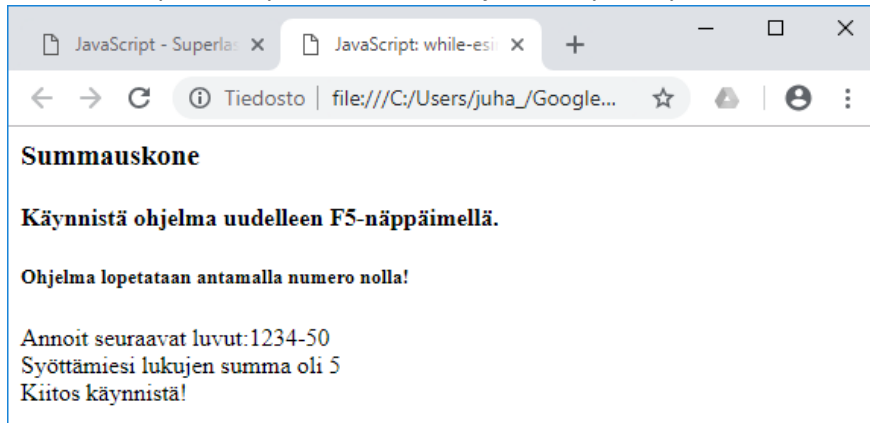 JavaScript - Superlas
JavaScript: while-esi
Tiedosto | file:///C:/Users/juha_/Google...
Summauskone
Käynnistä ohjelma uudelleen F5-näppäimellä.
Ohjelma lopetataan antamalla numero nolla!
Annoit seuraavat luvut:1234-50
Syöttämiesi lukujen summa oli 5
Kiitos käynnistä!